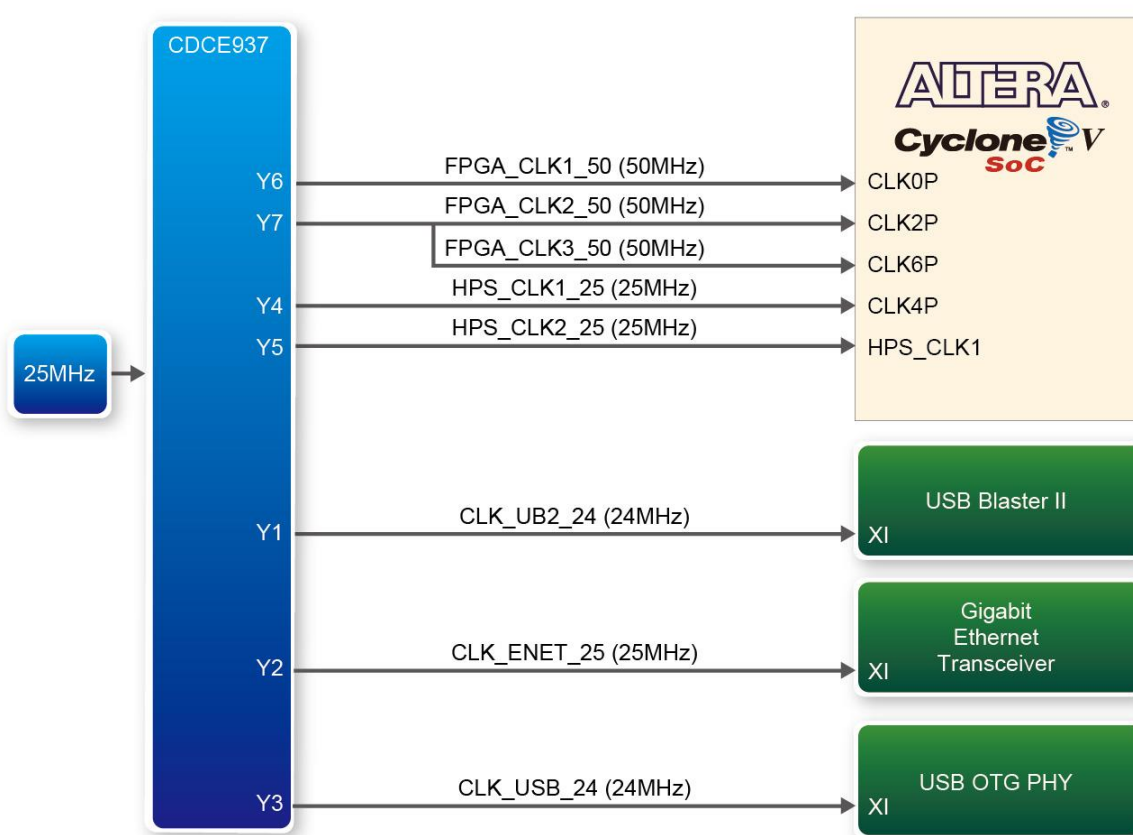 CDCE937
ALTERA®
Cyclone™ V
SoC
Y6
FPGA_CLK1_50 (50MHz)
CLK0P
Y7
FPGA_CLK2_50 (50MHz)
CLK2P
FPGA_CLK3_50 (50MHz)
CLK6P
Y4
HPS_CLK1_25 (25MHz)
CLK4P
Y5
HPS_CLK2_25 (25MHz)
HPS_CLK1
25MHz
USB Blaster II
Y1
CLK_UB2_24 (24MHz)
XI
Gigabit
Ethernet
Transceiver
Y2
CLK_ENET_25 (25MHz)
XI
USB OTG PHY
Y3
CLK_USB_24 (24MHz)
XI